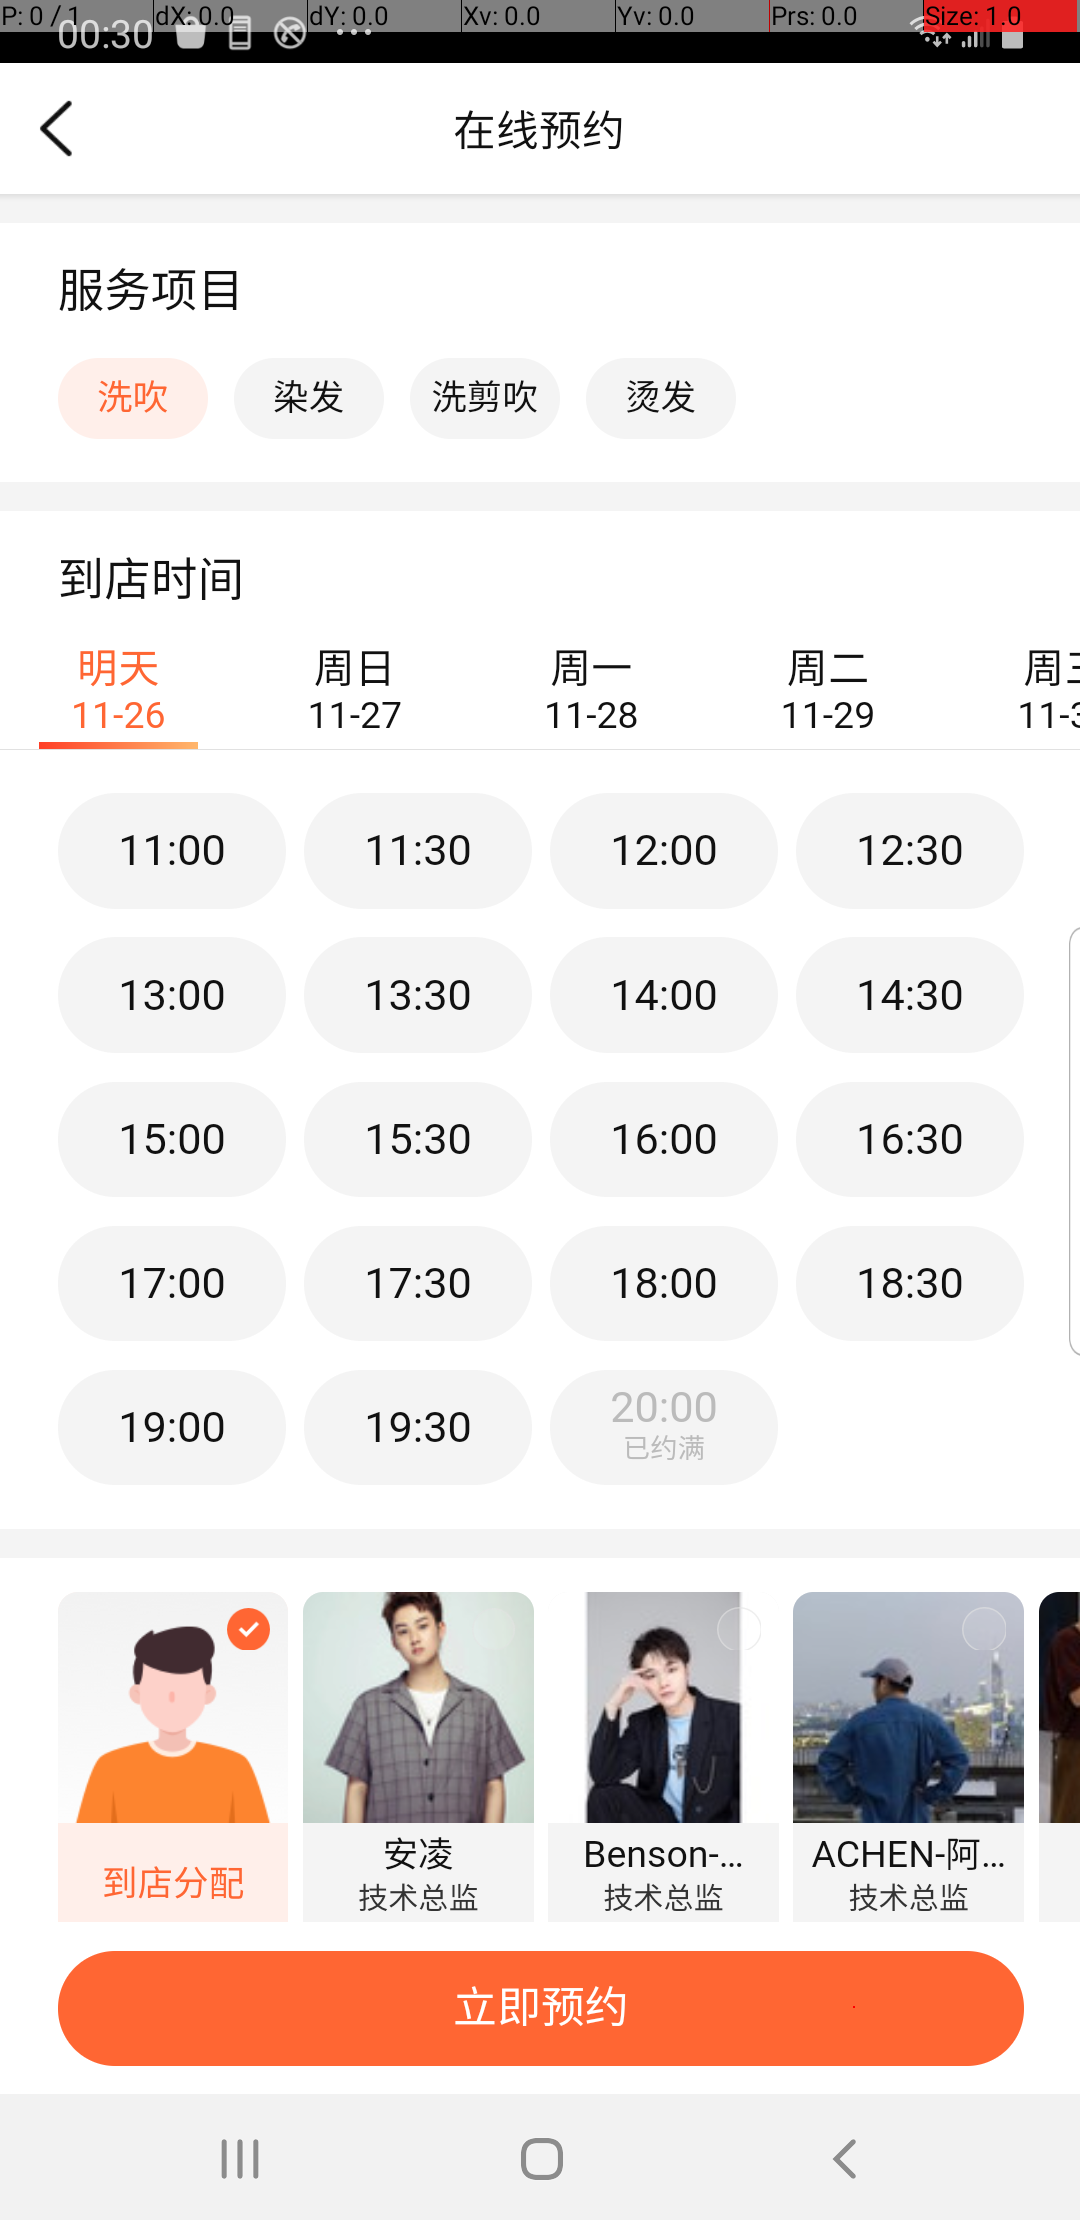 P: 0 / 1 dX: 0.0 dY: 0.0 Xv: 0.0 Yv: 0.0 Prs: 0.0 Size: 1.0
00:30
在线预约
服务项目
洗吹 染发 洗剪吹 烫发
到店时间
明天 周日 周一 周二
11-26 11-27 11-28 11-29
11:00 11:30 12:00 12:30
13:00 13:30 14:00 14:30
15:00 15:30 16:00 16:30
17:00 17:30 18:00 18:30
19:00 19:30 20:00
已约满
到店分配 安凌 Benson-... ACHEN-阿...
技术总监 技术总监 技术总监
立即预约